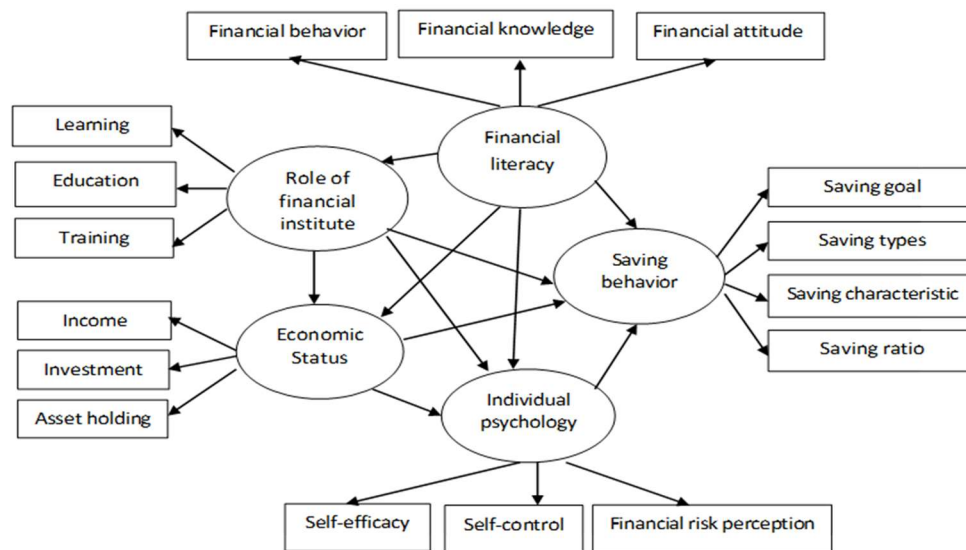 Financial behavior
Financial knowledge
Financial attitude
Learning
Education
Training
Role of
financial
institute
Financial
literacy
Saving
behavior
Saving goal
Saving types
Saving characteristic
Saving ratio
Income
Investment
Asset holding
Economic
Status
Individual
psychology
Self-efficacy
Self-control
Financial risk perception